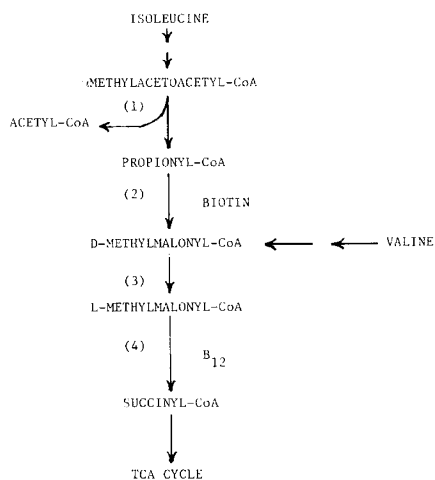 ISOLEUCINE
αMETHYLACETOACETYL-CoA
(1)
ACETYL-CoA
PROPIONYL-CoA
(2)
BIOTIN
D-METHYLMALONYL-CoA
VALINE
(3)
L-METHYLMALONYL-CoA
(4)
B12
SUCCINYL-CoA
TCA CYCLE